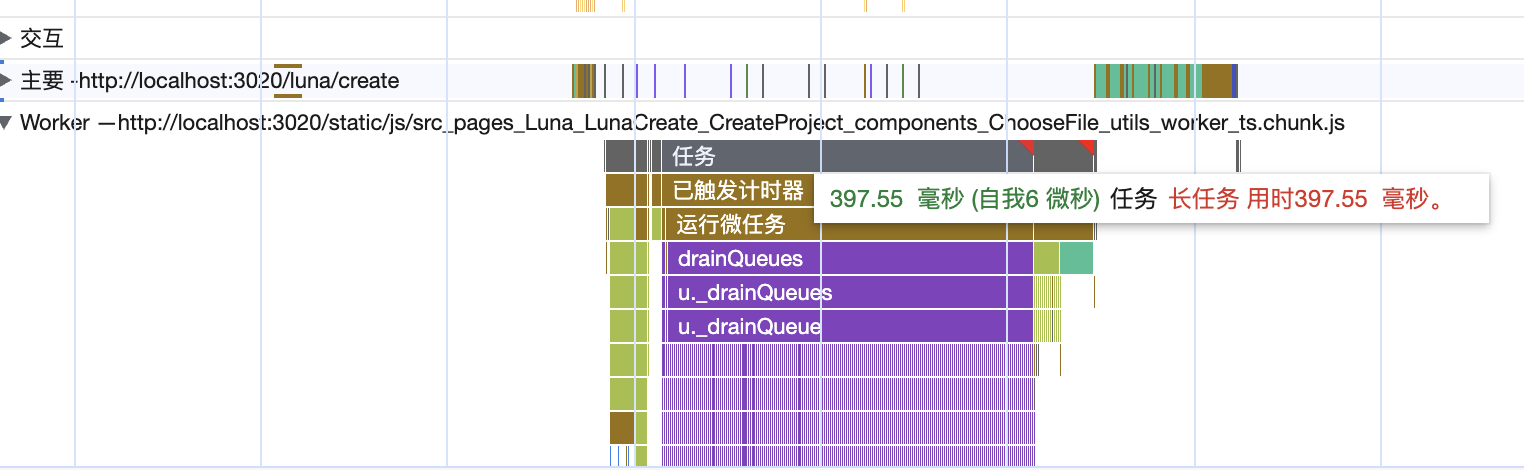 交互
主要 —http://localhost:3020/luna/create
Worker —http://localhost:3020/static/js/src_pages_Luna_LunaCreate_CreateProject_components_ChooseFile_utils_worker_ts.chunk.js
任务
已触发计时器
397.55 毫秒 (自我6 微秒) 任务 长任务 用时397.55 毫秒。
运行微任务
drainQueues
u._drainQueues
u._drainQueue